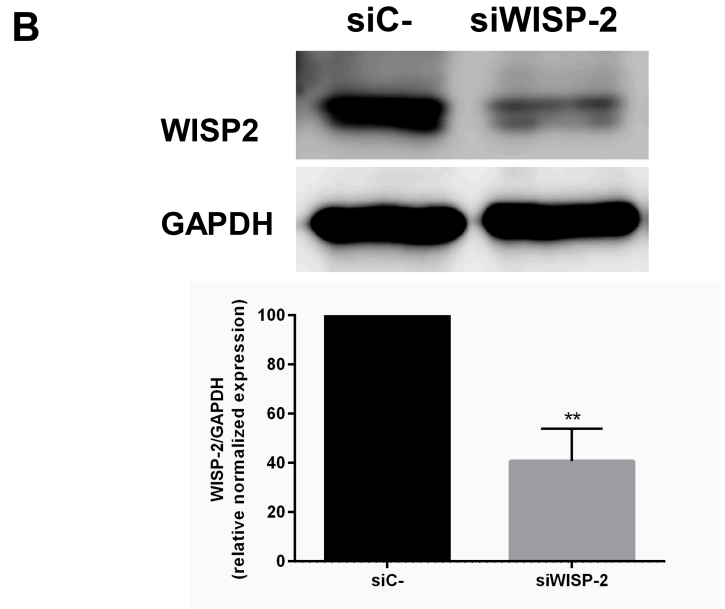 B
siC- siWISP-2
WISP2
GAPDH
WISP-2/GAPDH
(relative normalized expression)
100
80
60
40
20
0
**
siC- siWISP-2